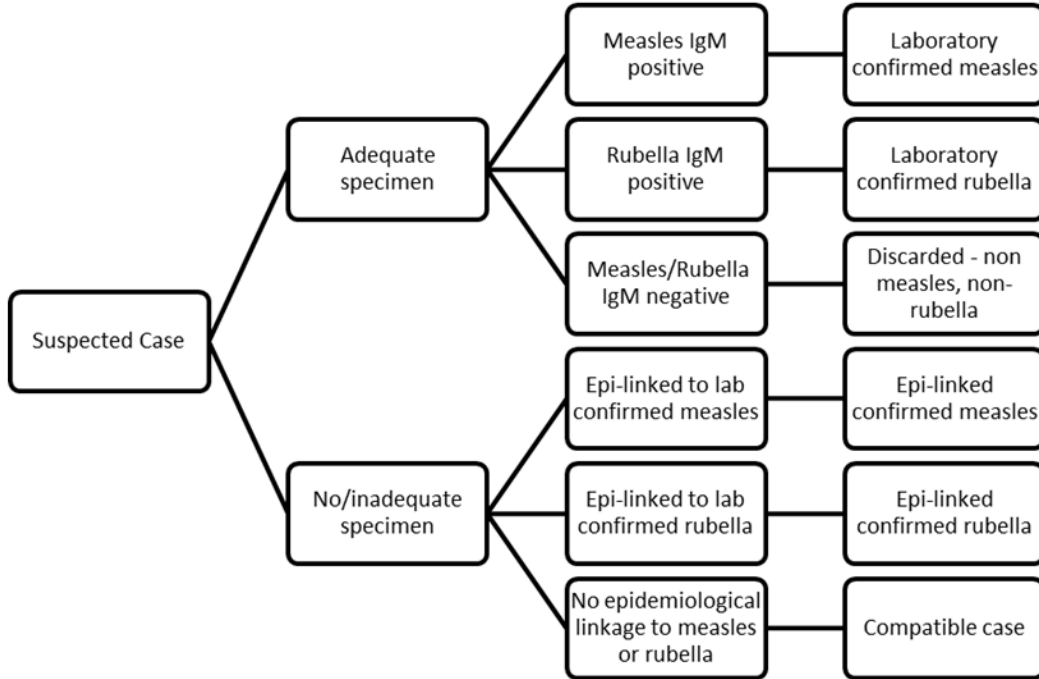 Suspected Case
Adequate
specimen
No/inadequate
specimen
Measles IgM
positive
Rubella IgM
positive
Measles/Rubella
IgM negative
Epi-linked to lab
confirmed measles
Epi-linked to lab
confirmed rubella
No epidemiological
linkage to measles
or rubella
Laboratory
confirmed measles
Laboratory
confirmed rubella
Discarded - non
measles, non-
rubella
Epi-linked
confirmed measles
Epi-linked
confirmed rubella
Compatible case